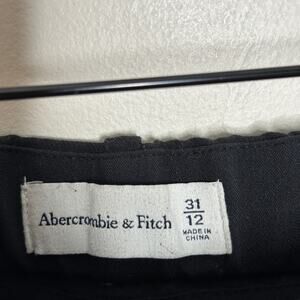 Abercrombie & Fitch
31
12
MADE IN
CHINA